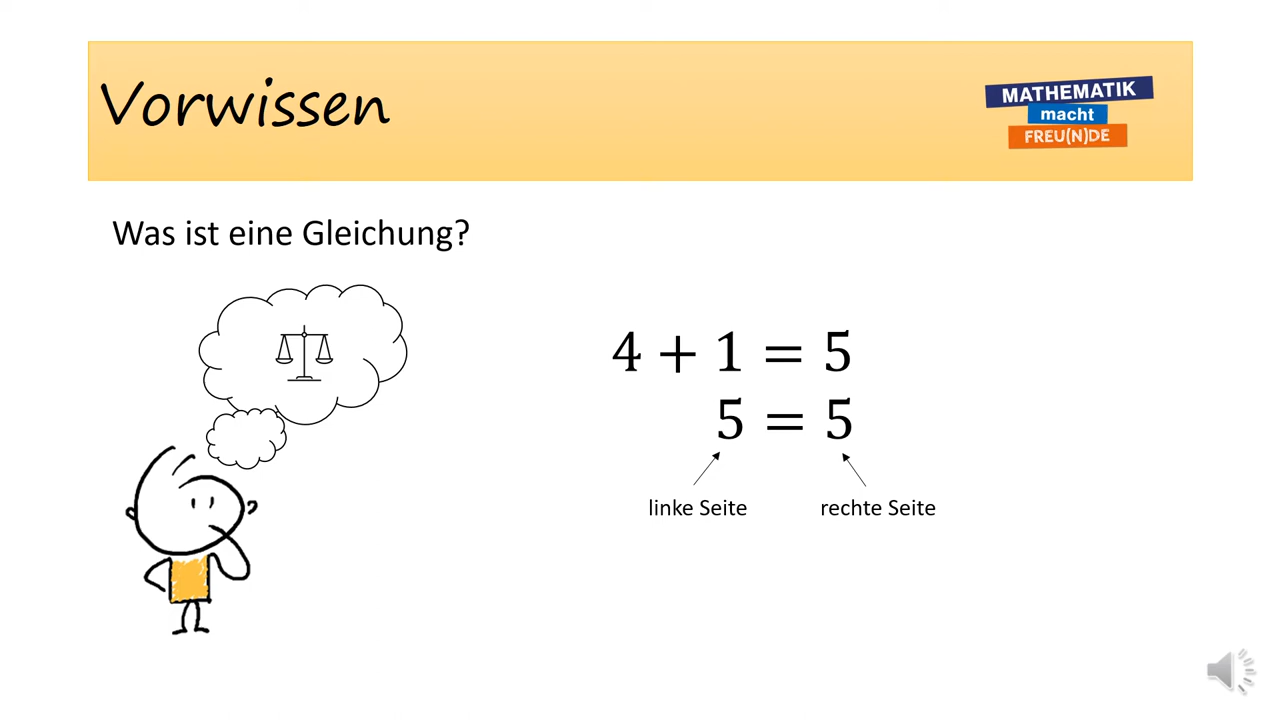 Vorwissen
MATHEMATIK
macht
FREU(N)DE
Was ist eine Gleichung?
4 + 1 = 5
5 = 5
linke Seite
rechte Seite